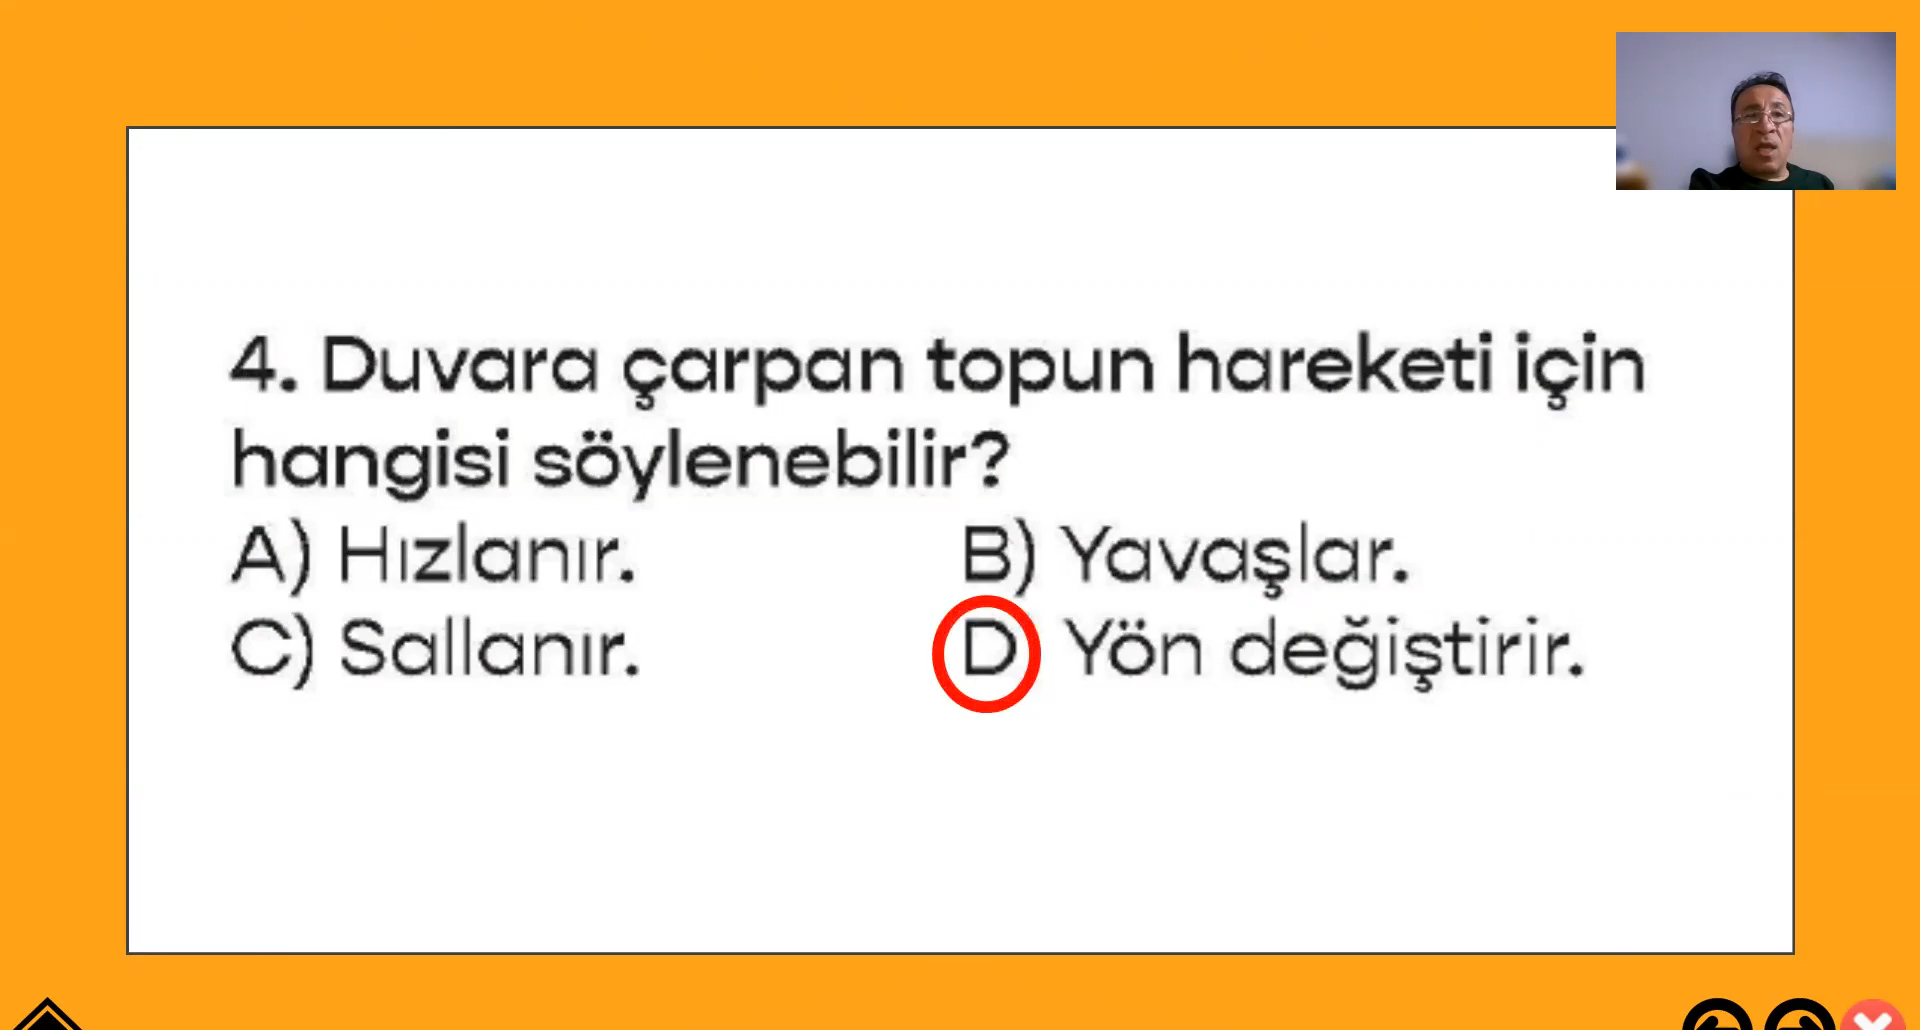 4. Duvara çarpan topun hareketi için
hangisi söylenebilir?
A) Hızlanır. B) Yavaşlar.
C) Sallanır. D) Yön değiştirir.